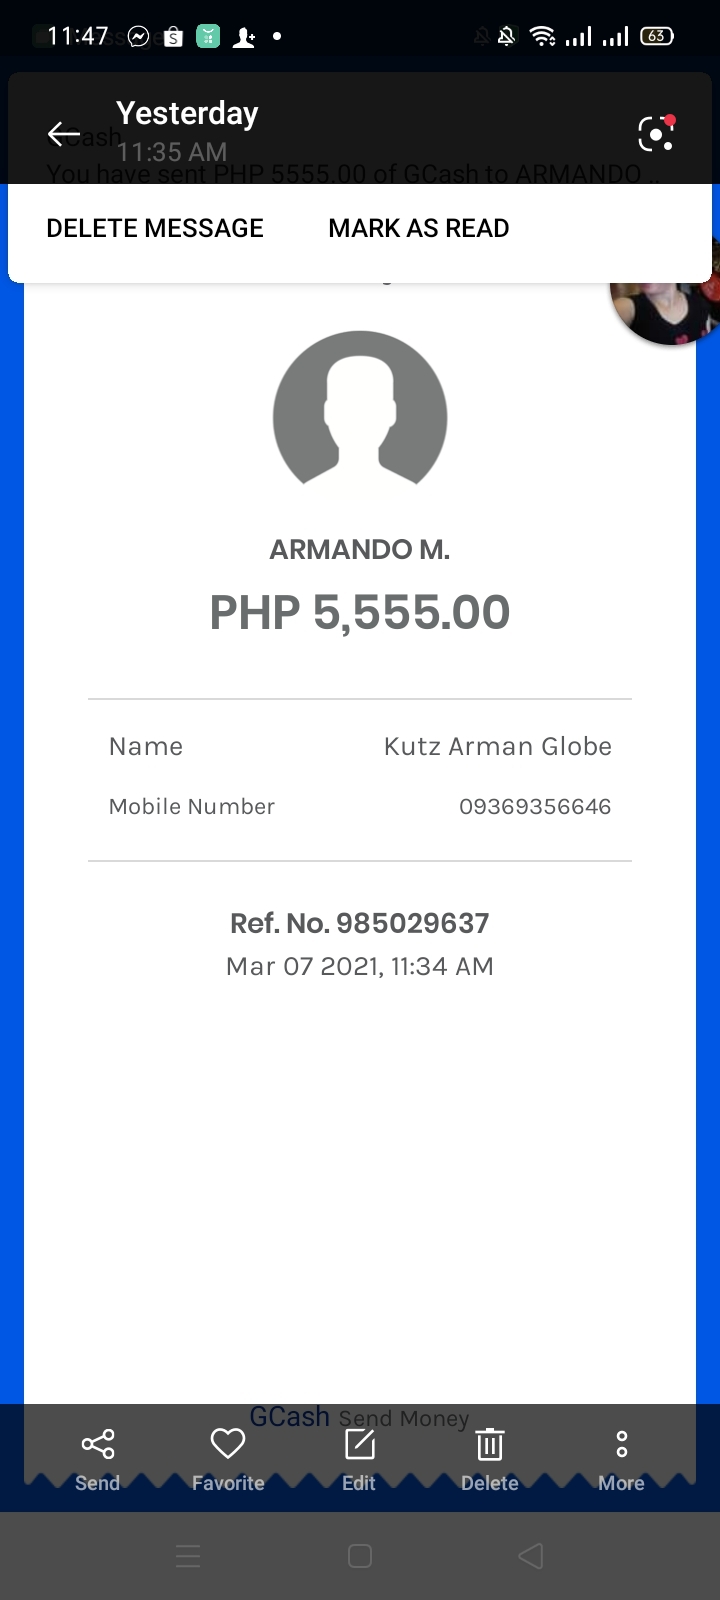 11:47
63
Yesterday
11:35 AM
GCash
You have sent PHP 5555.00 of GCash to ARMANDO ..
DELETE MESSAGE MARK AS READ
ARMANDO M.
PHP 5,555.00
Name Kutz Arman Globe
Mobile Number 09369356646
Ref. No. 985029637
Mar 07 2021, 11:34 AM
GCash Send Money
Send Favorite Edit Delete More